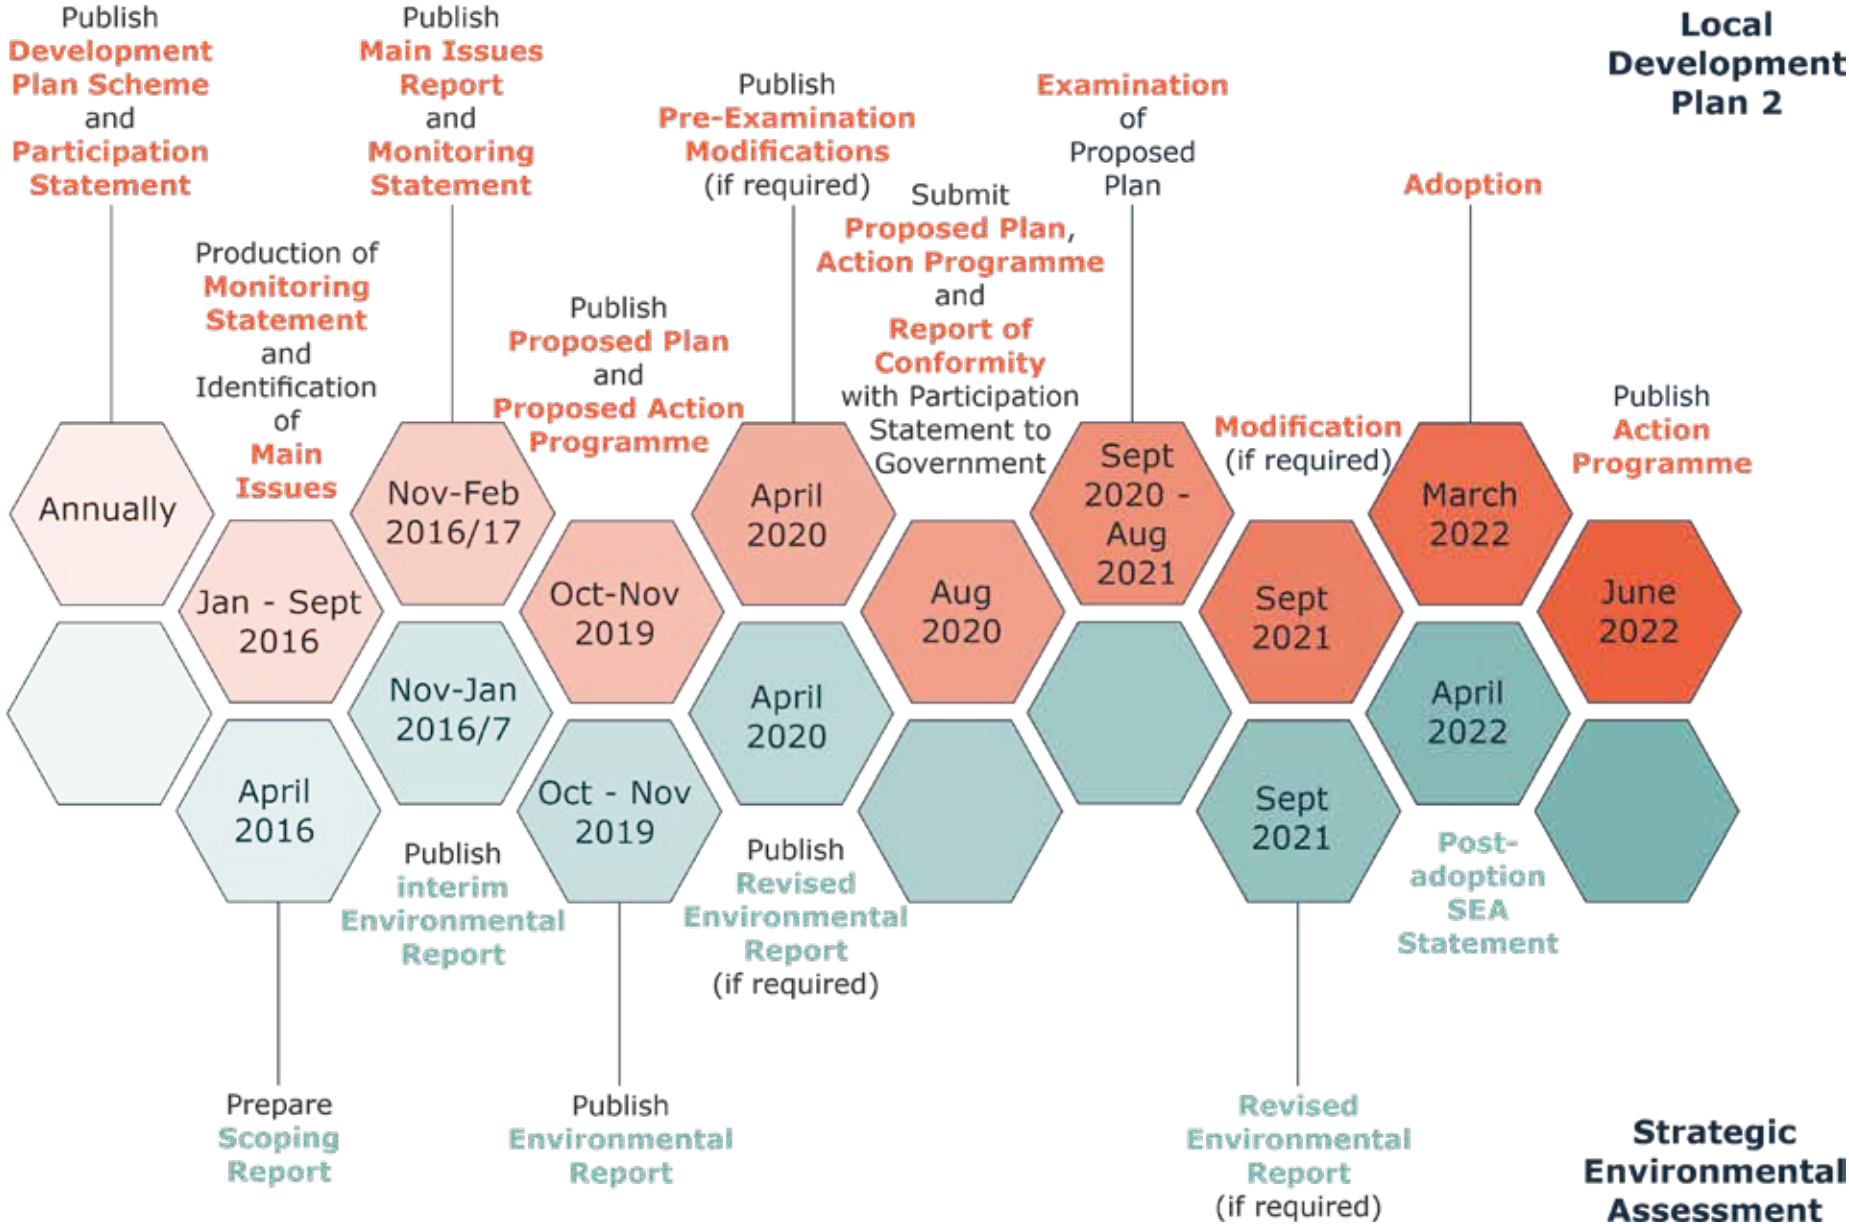 Publish
Development
Plan Scheme
and
Participation
Statement
Annually
Production of
Monitoring
Statement
and
Identification
of
Main
Issues
Jan - Sept
2016
Publish
Main Issues
Report
and
Monitoring
Statement
Nov-Feb
2016/17
Publish
Proposed Plan
and
Proposed Action
Programme
Oct-Nov
2019
Publish
Pre-Examination
Modifications
(if required)
April
2020
Submit
Proposed Plan,
Action Programme
and
Report of
Conformity
with Participation
Statement to
Government
Aug
2020
Examination
of
Proposed
Plan
Sept
2020 -
Aug
2021
Modification
(if required)
Sept
2021
Adoption
March
2022
Publish
Action
Programme
June
2022
Local
Development
Plan 2
April
2016
Prepare
Scoping
Report
Nov-Jan
2016/7
Publish
interim
Environmental
Report
Oct - Nov
2019
Publish
Environmental
Report
April
2020
Publish
Revised
Environmental
Report
(if required)
Sept
2021
Revised
Environmental
Report
(if required)
April
2022
Post-
adoption
SEA
Statement
Strategic
Environmental
Assessment